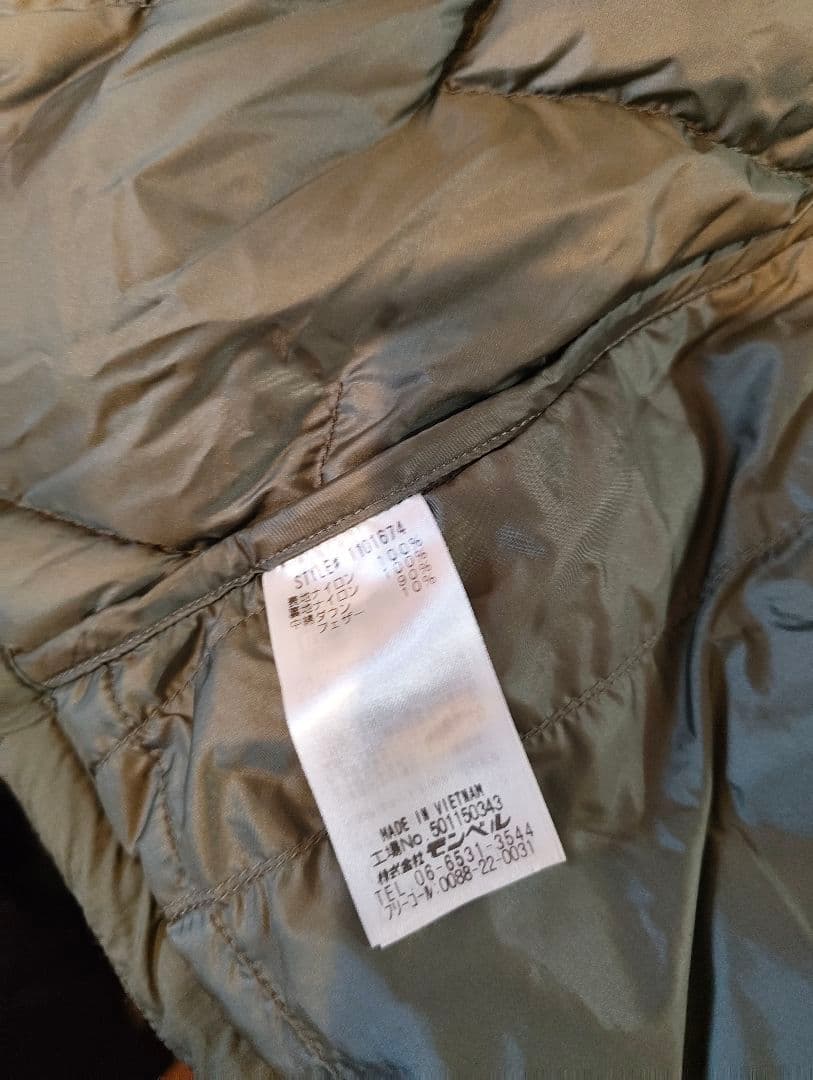 STYLE# 1101674
表地ナイロン 100%
裏地ナイロン 100%
中綿ダウン 90%
フェザー 10%
MADE IN VIETNAM
工場No. 501150343
株式会社 モンベル
TEL. 06-6531-3544
フリーコール:0088-22-0031